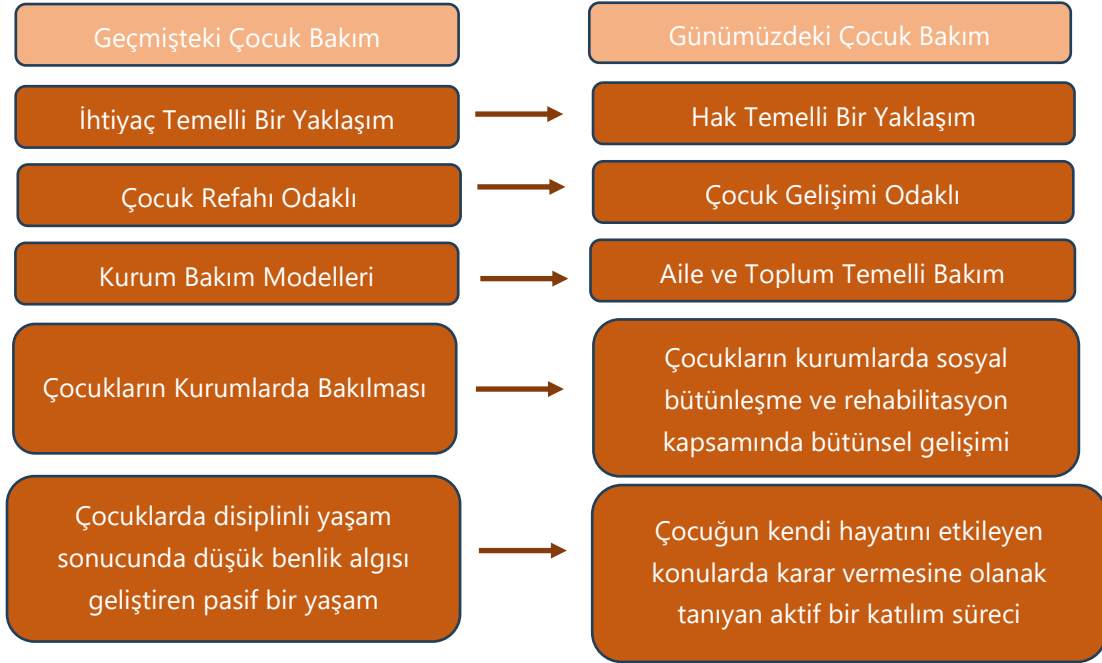 Geçmişteki Çocuk Bakım
Günümüzdeki Çocuk Bakım
İhtiyaç Temelli Bir Yaklaşım
Hak Temelli Bir Yaklaşım
Çocuk Refahı Odaklı
Çocuk Gelişimi Odaklı
Kurum Bakım Modelleri
Aile ve Toplum Temelli Bakım
Çocukların Kurumlarda Bakılması
Çocukların kurumlarda sosyal
bütünleşme ve rehabilitasyon
kapsamında bütünsel gelişimi
Çocuklarda disiplinli yaşam
sonucunda düşük benlik algısı
geliştiren pasif bir yaşam
Çocuğun kendi hayatını etkileyen
konularda karar vermesine olanak
tanıyan aktif bir katılım süreci